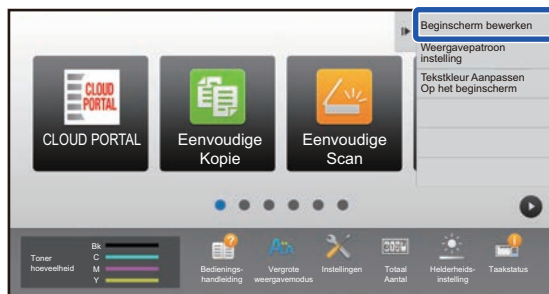 Beginscherm bewerken
Weergavepatroon
instelling
Tekstkleur Aanpassen
Op het beginscherm
CLOUD
PORTAL
CLOUD PORTAL
Eenvoudige
Kopie
Eenvoudige
Scan
Toner
hoeveelheid
Bk
C
M
Y
Bedienings-
handleiding
Vergrote
weergavemodus
Instellingen
Totaal
Aantal
Helderheids-
instelling
Taakstatus